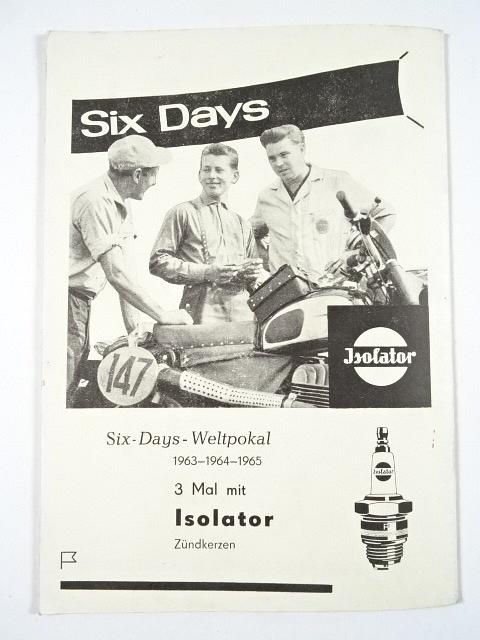 Six Days
147
Isolator
Six-Days-Weltpokal
1963–1964–1965
3 Mal mit
Isolator
Zündkerzen
Isolator